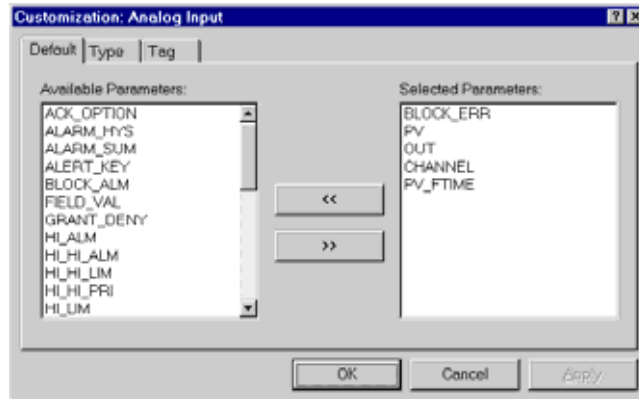 Customization: Analog Input
Default Type Tag
Available Parameters:
ACK_OPTION
ALARM_HYS
ALARM_SUM
ALERT_KEY
BLOCK_ALM
FIELD_VAL
GRANT_DENY
HI_ALM
HI_HI_ALM
HI_HI_LIM
HI_HI_PRI
HI_LIM
<<
>>
Selected Parameters:
BLOCK_ERR
PV
OUT
CHANNEL
PV_FTIME
OK Cancel Apply